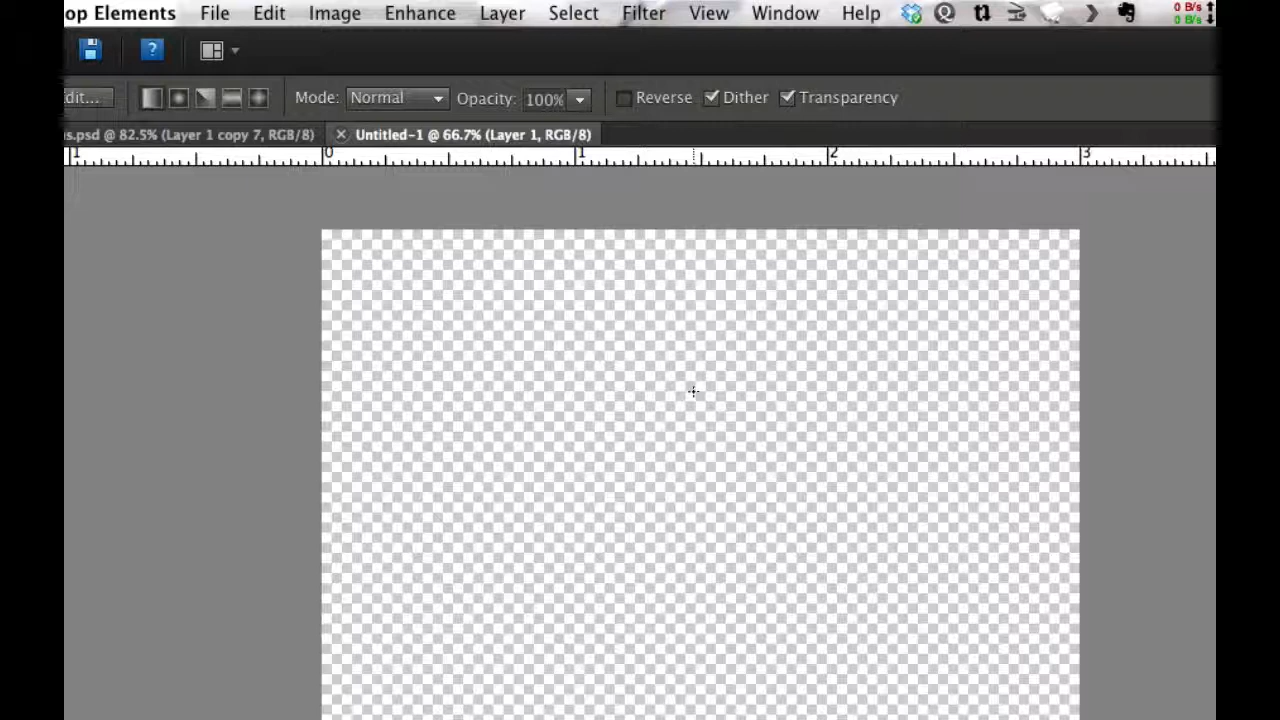 op Elements File Edit Image Enhance Layer Select Filter View Window Help 0 B/s
0 B/s
?
dit... Mode: Normal Opacity: 100% Reverse Dither Transparency
s.psd @ 82.5% (Layer 1 copy 7, RGB/8) Untitled-1 @ 66.7% (Layer 1, RGB/8)
1 0 1 2 3